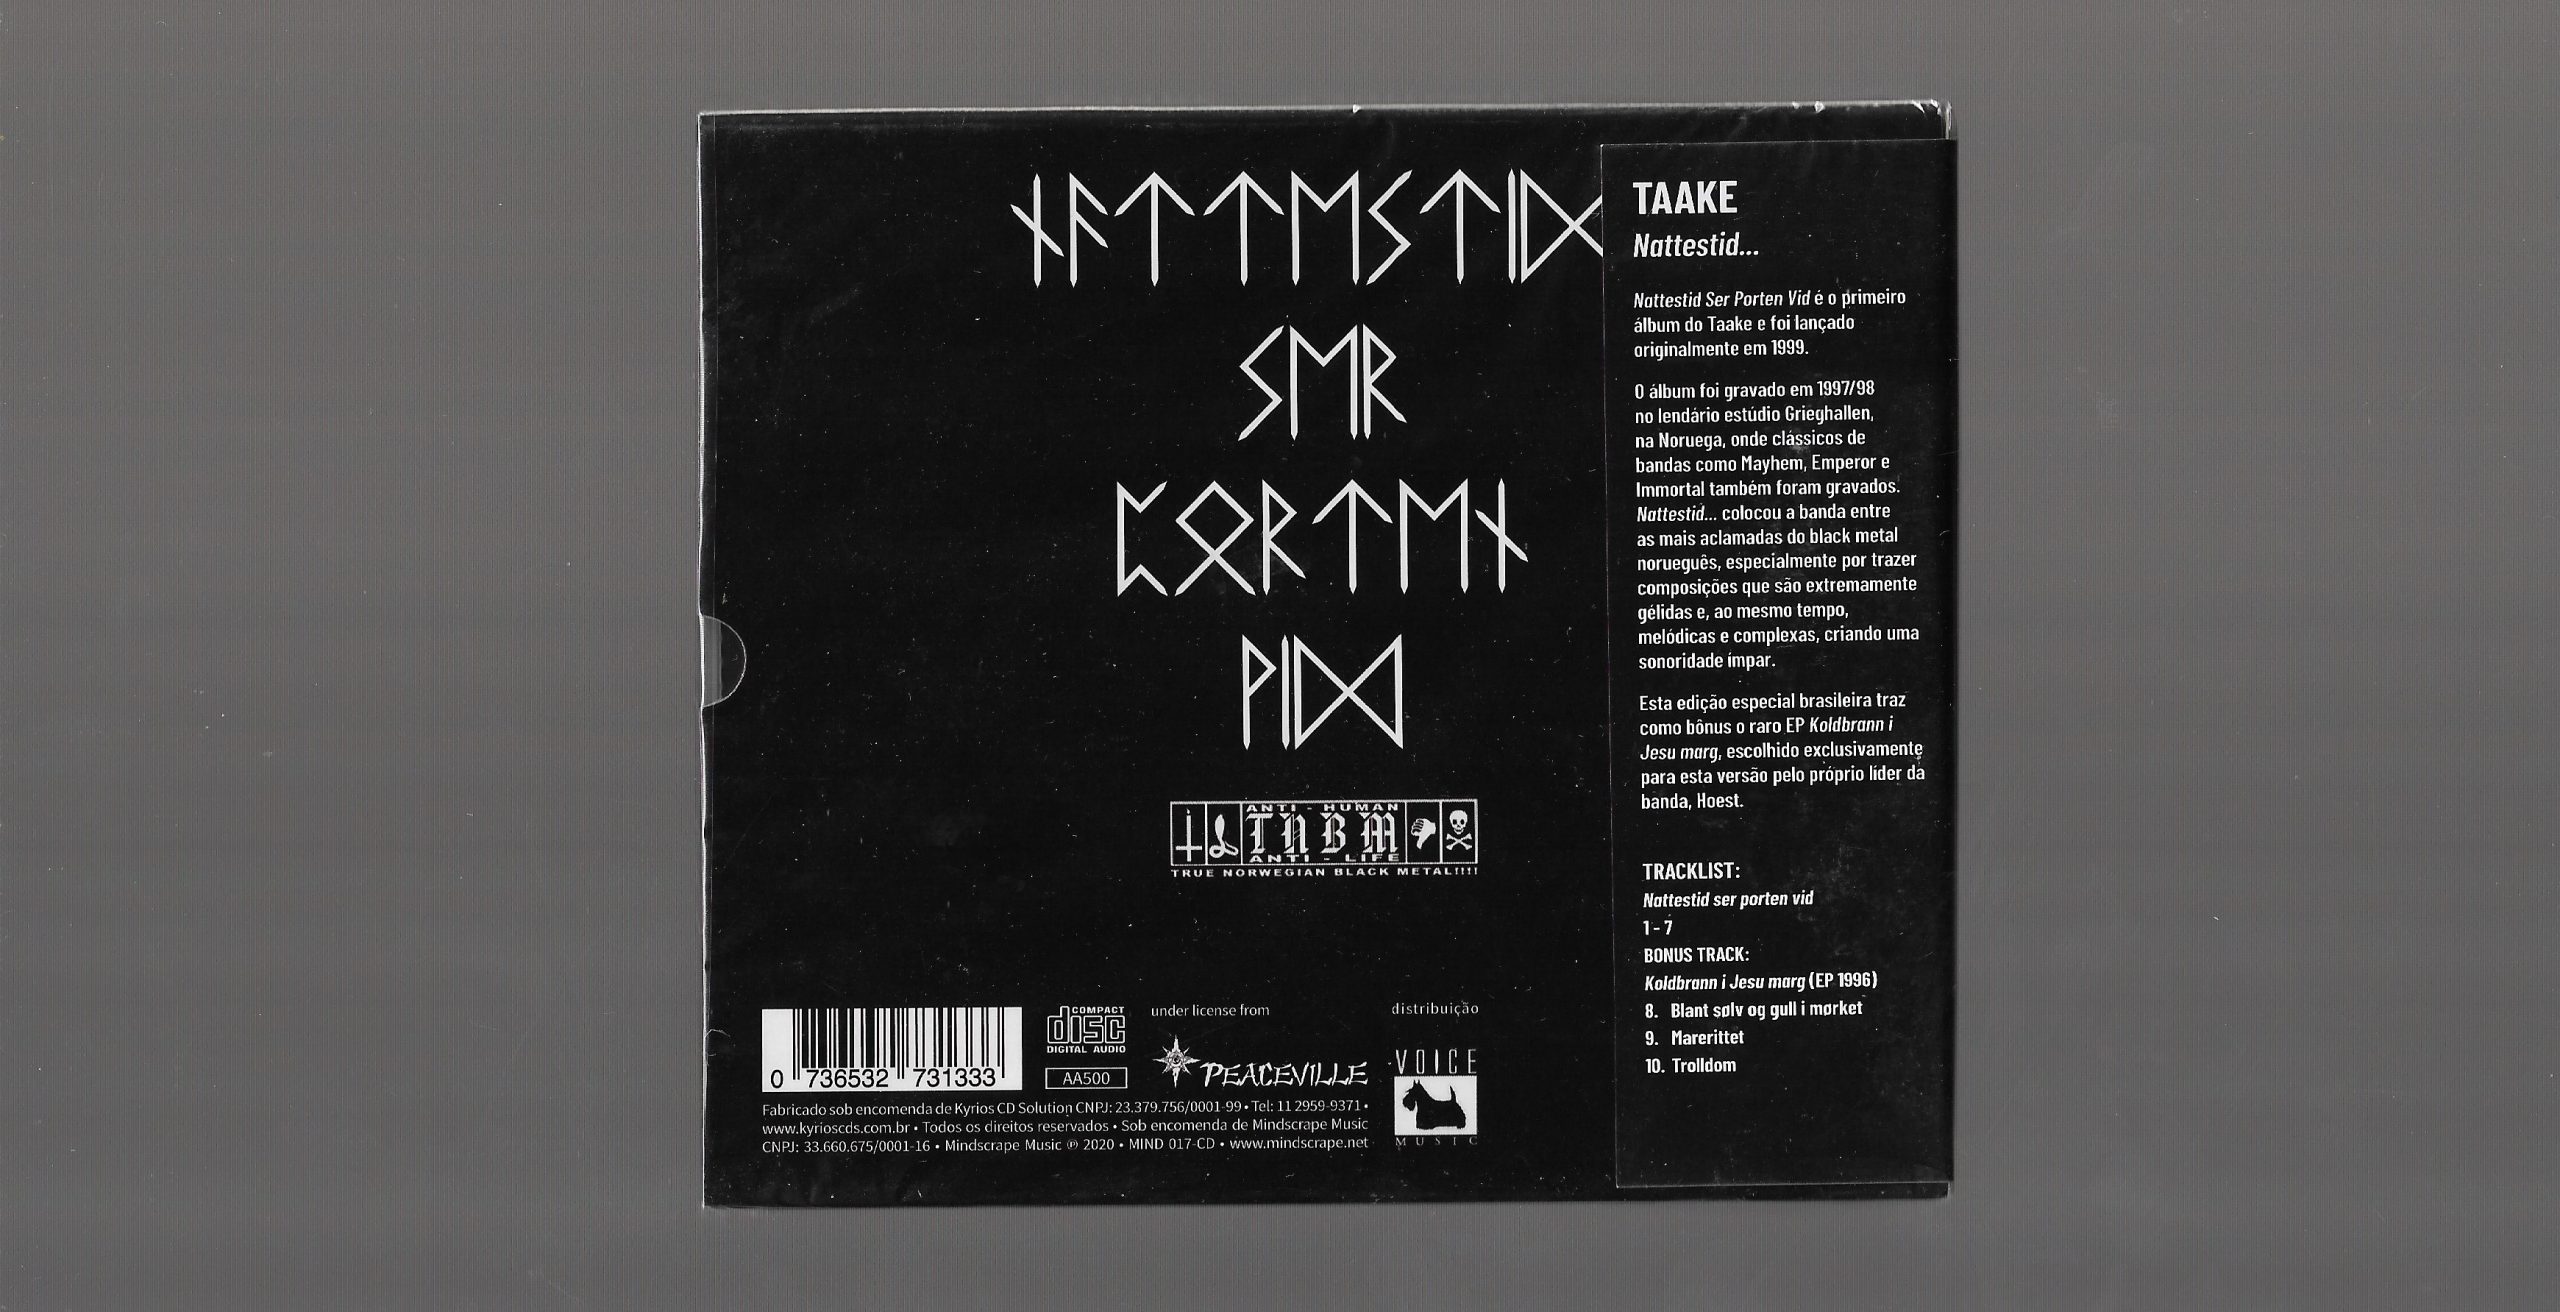 ᚾᚨᛏᛏᛖᛊᛏᛁᛞ
ᛊᛖᚱ
ᛈᛟᚱᛏᛖᚾ
ᚹᛁᛞ
ANTI - HUMAN
TNBM
ANTI - LIFE
TRUE NORWEGIAN BLACK METAL!!!!
0 736532 731333
COMPACT
disc
DIGITAL AUDIO
AA500
under license from
PEACEVILLE
distribuição
VOICE
MUSIC
Fabricado sob encomenda de Kyrios CD Solution CNPJ: 23.379.756/0001-99 • Tel: 11 2959-9371 •
www.kyrioscds.com.br • Todos os direitos reservados • Sob encomenda de Mindscrape Music
CNPJ: 33.660.675/0001-16 • Mindscrape Music ℗ 2020 • MIND 017-CD • www.mindscrape.net
TAAKE
Nattestid...
Nattestid Ser Porten Vid é o primeiro
álbum do Taake e foi lançado
originalmente em 1999.
O álbum foi gravado em 1997/98
no lendário estúdio Grieghallen,
na Noruega, onde clássicos de
bandas como Mayhem, Emperor e
Immortal também foram gravados.
Nattestid... colocou a banda entre
as mais aclamadas do black metal
norueguês, especialmente por trazer
composições que são extremamente
gélidas e, ao mesmo tempo,
melódicas e complexas, criando uma
sonoridade ímpar.
Esta edição especial brasileira traz
como bônus o raro EP Koldbrann i
Jesu marg, escolhido exclusivamente
para esta versão pelo próprio líder da
banda, Hoest.
TRACKLIST:
Nattestid ser porten vid
1 - 7
BONUS TRACK:
Koldbrann i Jesu marg (EP 1996)
8. Blant sølv og gull i mørket
9. Marerittet
10. Trolldom